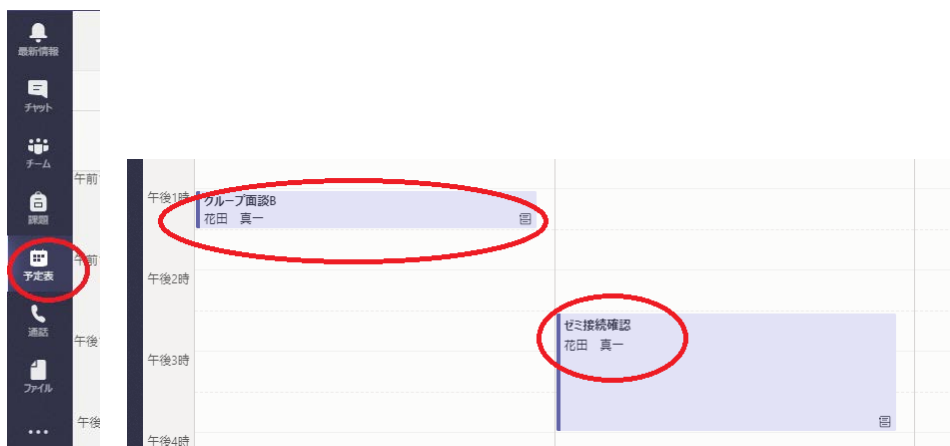 最新情報
チャット
チーム
課題
予定表
通話
ファイル
...
午前
午前
午後
午後
午後1時
グループ面談B
花田 真一
午後2時
ゼミ接続確認
花田 真一
午後3時
午後4時